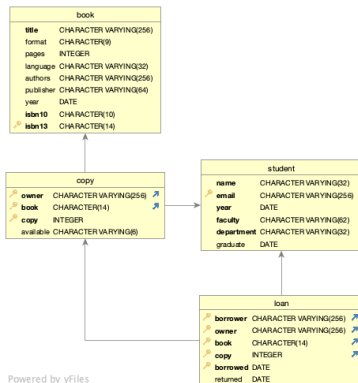 book
title CHARACTER VARYING(256)
format CHARACTER(9)
pages INTEGER
language CHARACTER VARYING(32)
authors CHARACTER VARYING(256)
publisher CHARACTER VARYING(64)
year DATE
isbn10 CHARACTER(10)
isbn13 CHARACTER(14)
copy
owner CHARACTER VARYING(256)
book CHARACTER(14)
copy INTEGER
available CHARACTER VARYING(6)
student
name CHARACTER VARYING(32)
email CHARACTER VARYING(256)
year DATE
faculty CHARACTER VARYING(62)
department CHARACTER VARYING(32)
graduate DATE
loan
borrower CHARACTER VARYING(256)
owner CHARACTER VARYING(256)
book CHARACTER(14)
copy INTEGER
borrowed DATE
returned DATE
Powered by yFiles